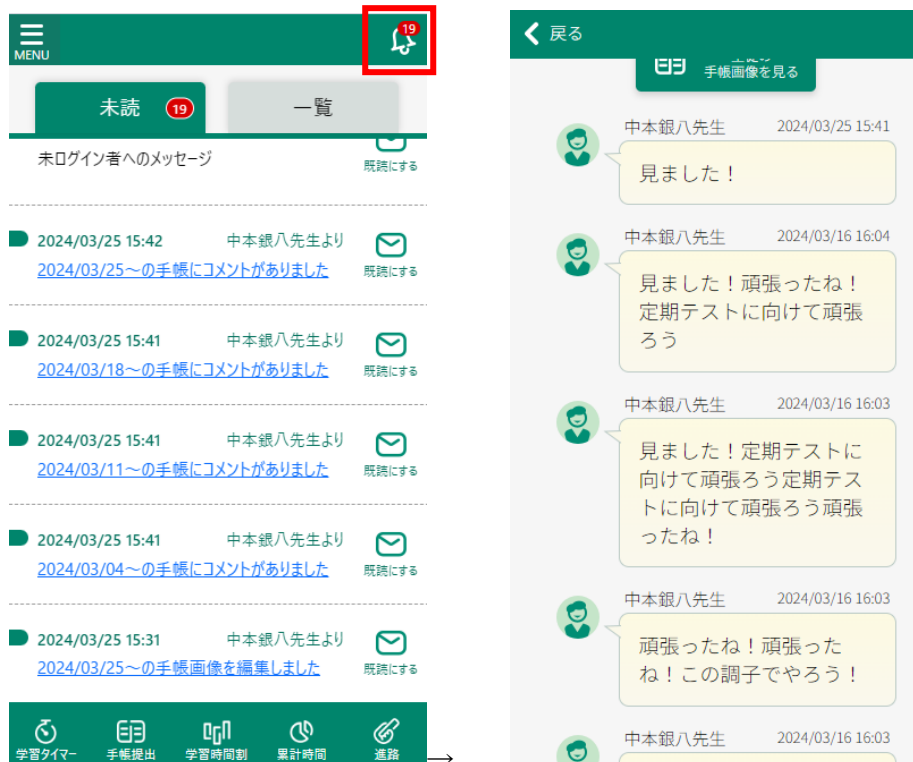 19
MENU
未読 19
一覧
未ログイン者へのメッセージ
既読にする
2024/03/25 15:42 中本銀八先生より
2024/03/25～の手帳にコメントがありました
既読にする
2024/03/25 15:41 中本銀八先生より
2024/03/18～の手帳にコメントがありました
既読にする
2024/03/25 15:41 中本銀八先生より
2024/03/11～の手帳にコメントがありました
既読にする
2024/03/25 15:41 中本銀八先生より
2024/03/04～の手帳にコメントがありました
既読にする
2024/03/25 15:31 中本銀八先生より
2024/03/25～の手帳画像を編集しました
既読にする
学習タイマー 手帳提出 学習時間割 累計時間 進路
→
戻る
手帳画像を見る
中本銀八先生 2024/03/25 15:41
見ました！
中本銀八先生 2024/03/16 16:04
見ました！頑張ったね！
定期テストに向けて頑張
ろう
中本銀八先生 2024/03/16 16:03
見ました！定期テストに
向けて頑張ろう定期テス
トに向けて頑張ろう頑張
ったね！
中本銀八先生 2024/03/16 16:03
頑張ったね！頑張った
ね！この調子でやろう！
中本銀八先生 2024/03/16 16:03